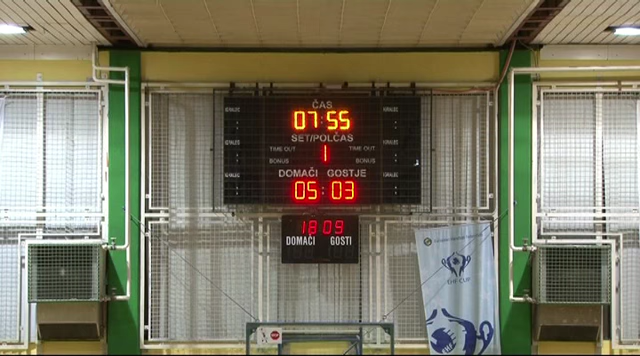 ČAS
07:55
SET/POLČAS
TIME OUT 1 TIME OUT
BONUS BONUS
DOMAČI GOSTJE
05:03
18 09
DOMAČI GOSTI
EHF CUP